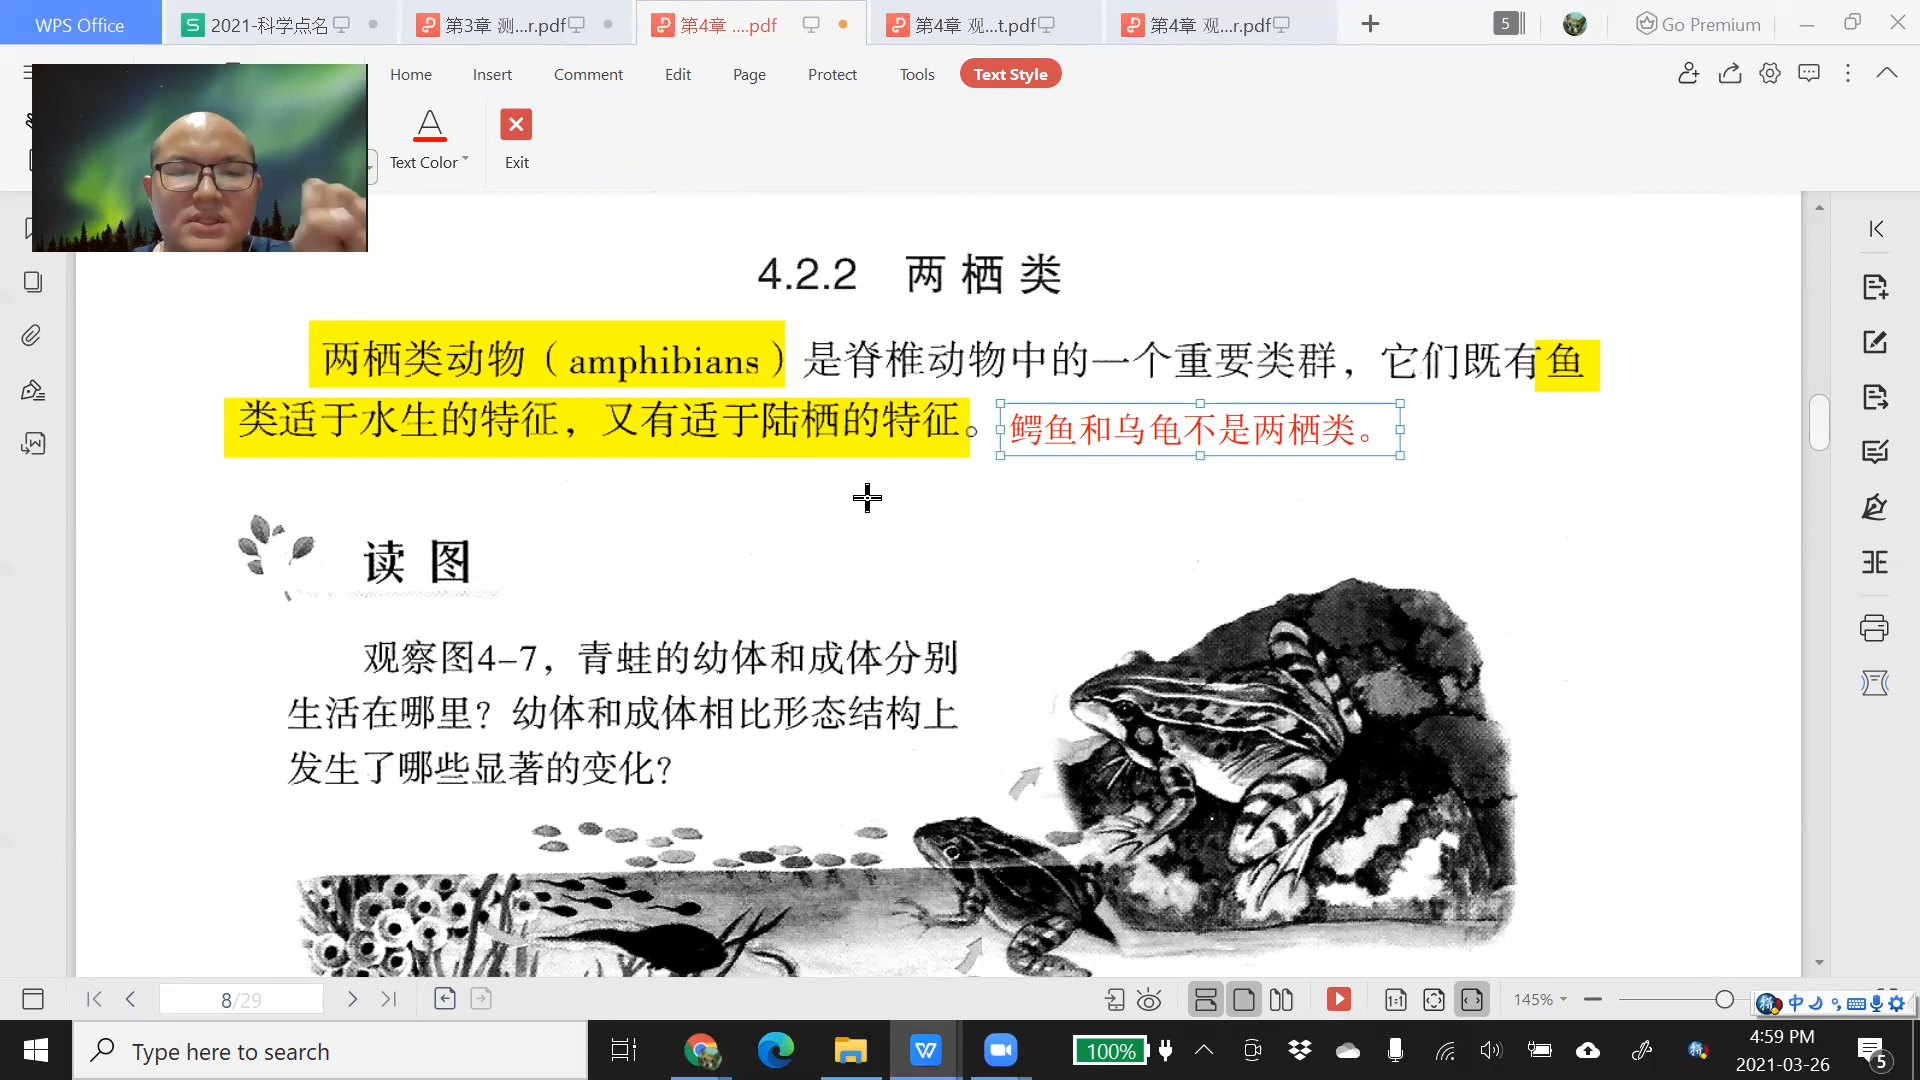 WPS Office
2021-科学点名
第3章 测...r.pdf
第4章 ....pdf
第4章 观...t.pdf
第4章 观...r.pdf
5
Go Premium
Home
Insert
Comment
Edit
Page
Protect
Tools
Text Style
Text Color
Exit
4.2.2 两栖类
两栖类动物（amphibians）是脊椎动物中的一个重要类群，它们既有鱼
类适于水生的特征，又有适于陆栖的特征。
鳄鱼和乌龟不是两栖类。
读图
观察图4–7，青蛙的幼体和成体分别
生活在哪里？幼体和成体相比形态结构上
发生了哪些显著的变化？
8/29
1:1
145%
拼 中
Type here to search
100%
拼
4:59 PM
2021-03-26
5